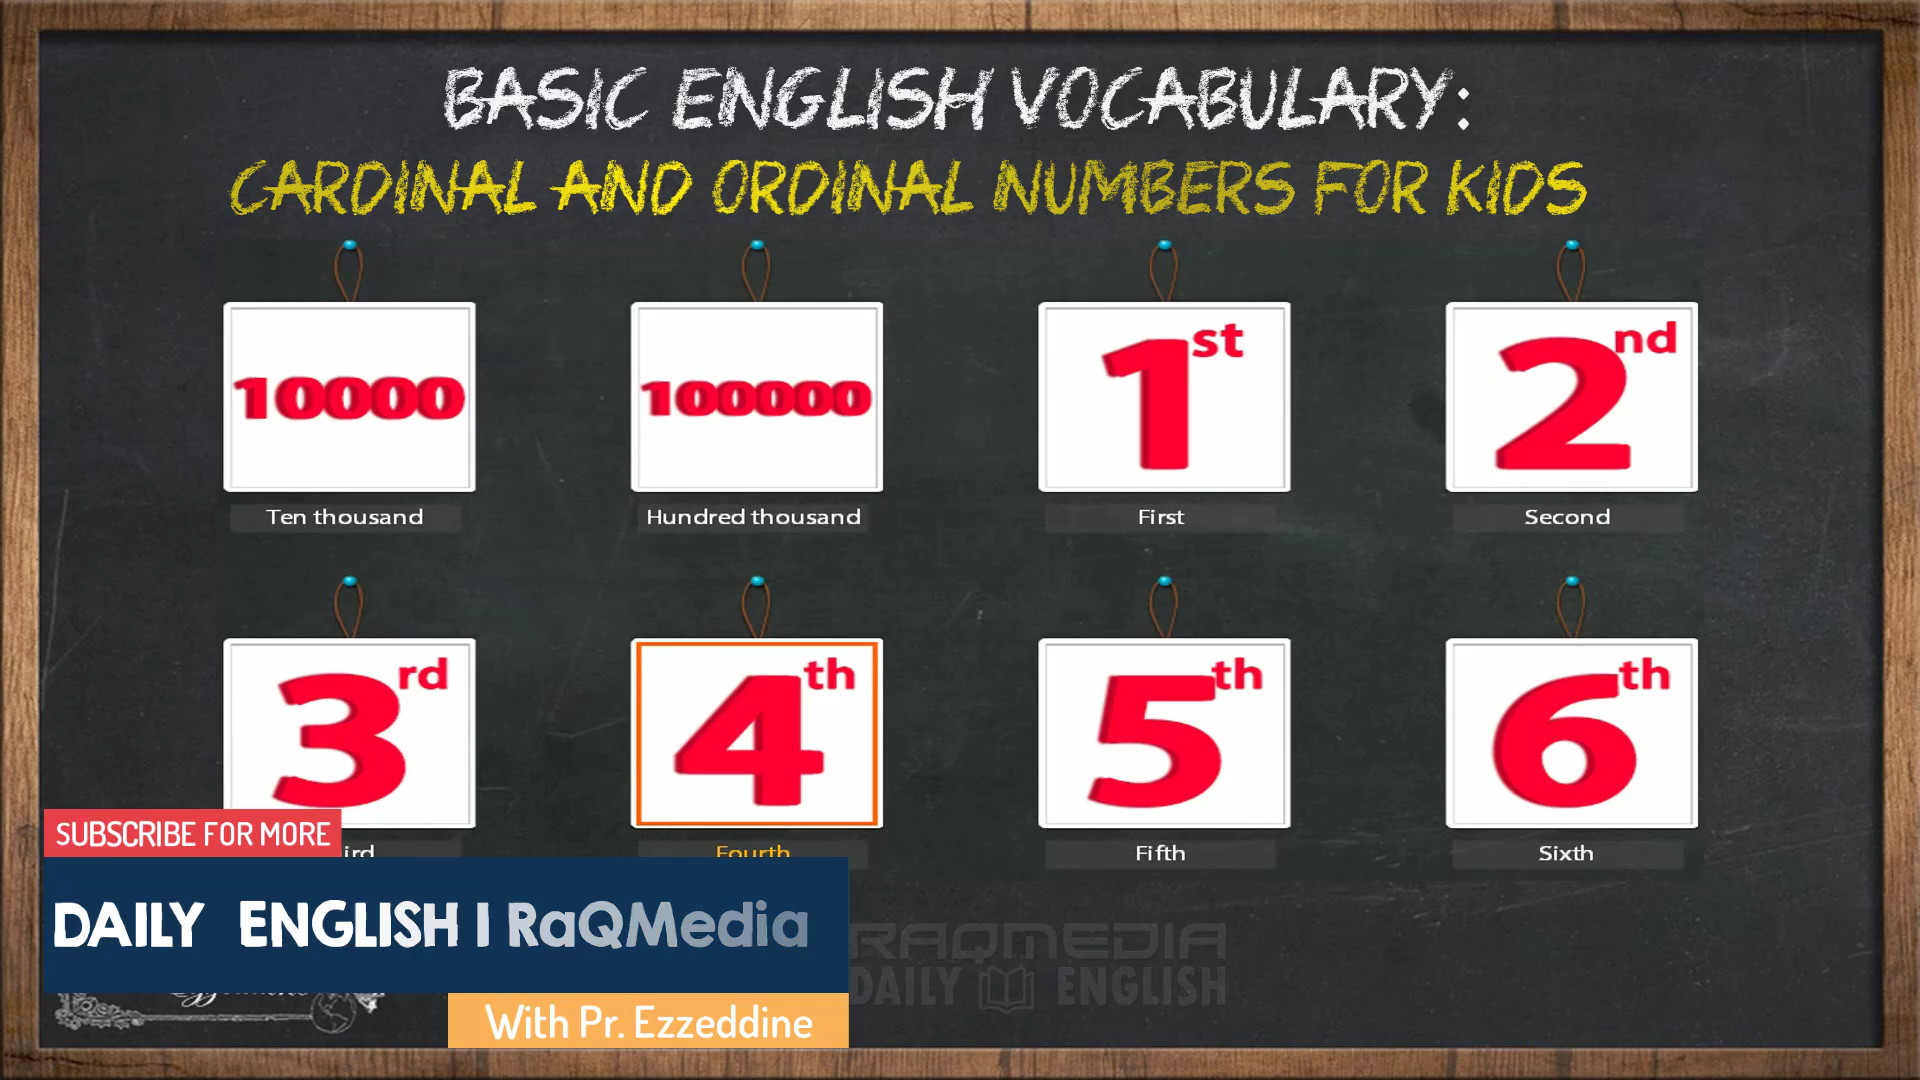 BASIC ENGLISH VOCABULARY:
CARDINAL AND ORDINAL NUMBERS FOR KIDS
10000
100000
1st
2nd
Ten thousand
Hundred thousand
First
Second
3rd
4th
5th
6th
SUBSCRIBE FOR MORE
ird
Fourth
Fifth
Sixth
DAILY ENGLISH | RaQMedia
RAQMEDIA
DAILY ENGLISH
With Pr. Ezzeddine